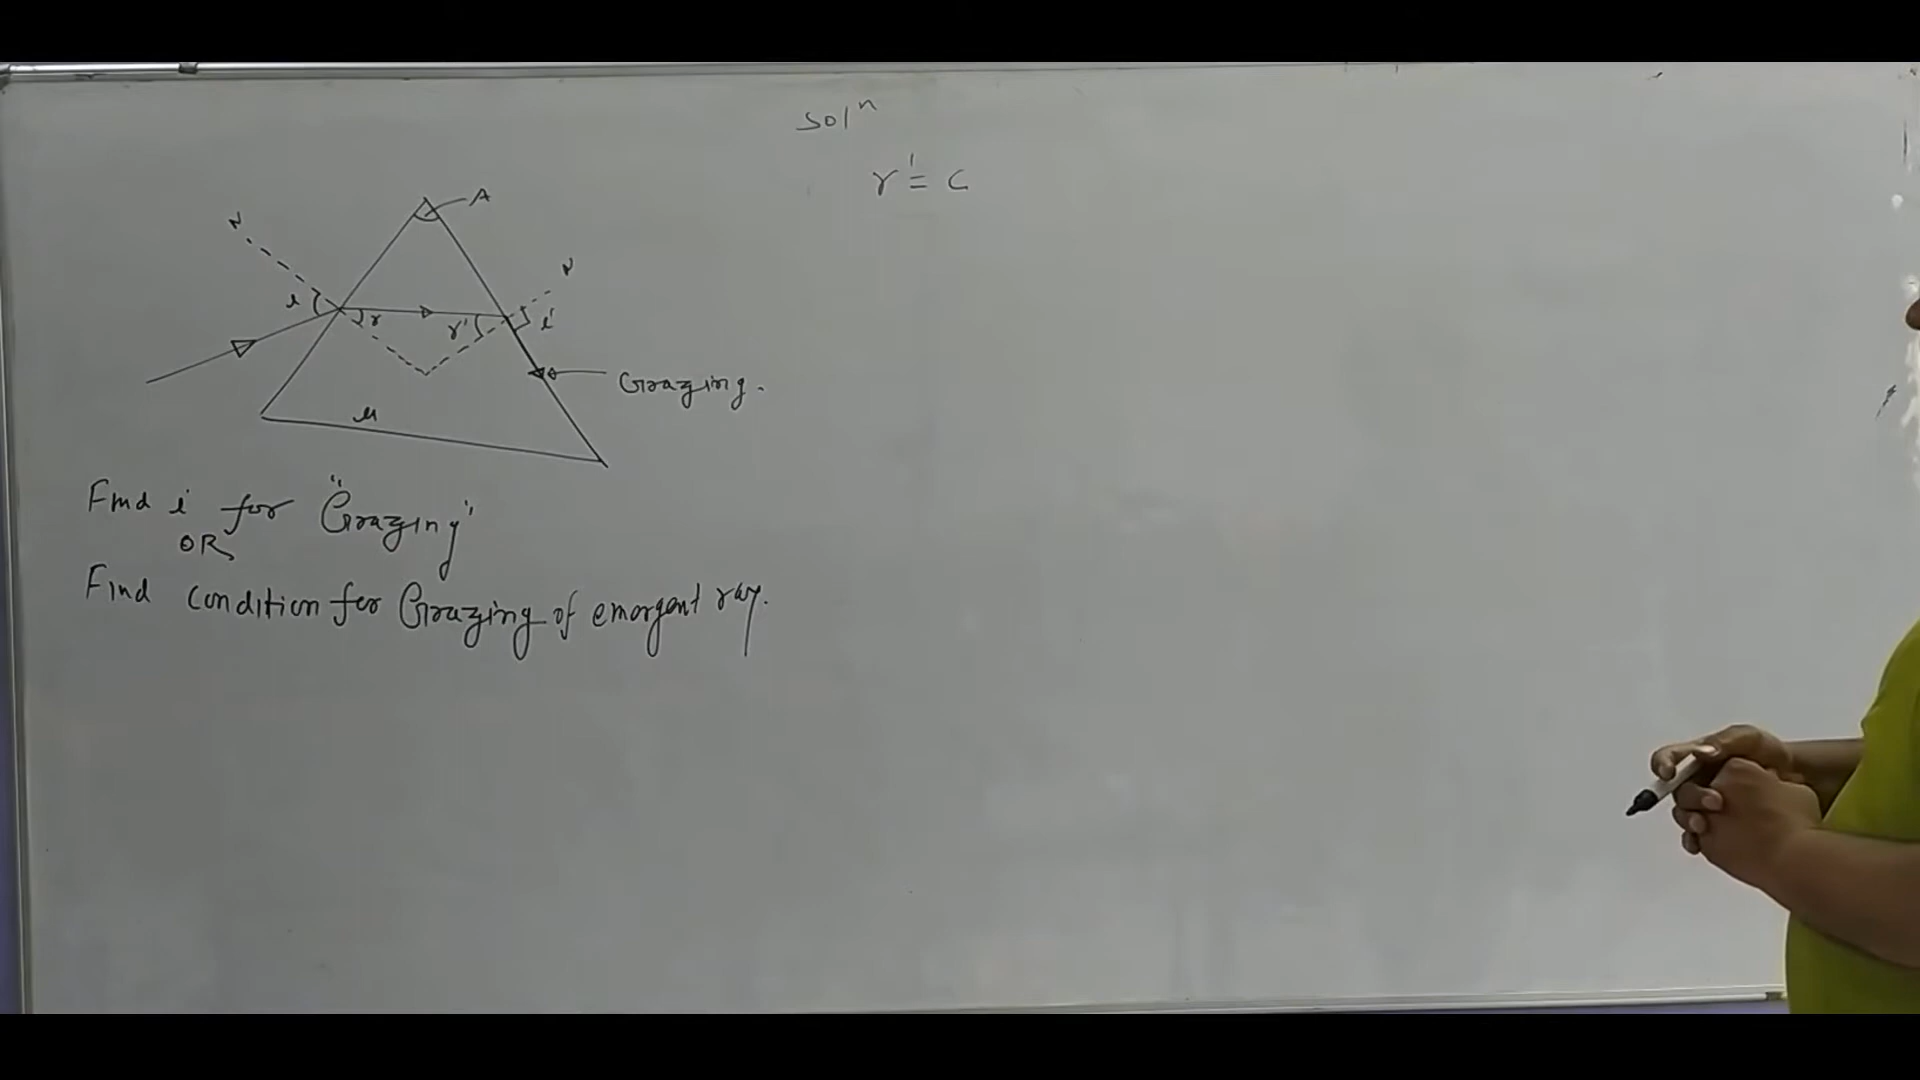 solⁿ
r' = c
A
N
N
i
r
r'
i'
Grazing.
μ
Find i for "Grazing"
OR
Find condition for Grazing of emergent ray.